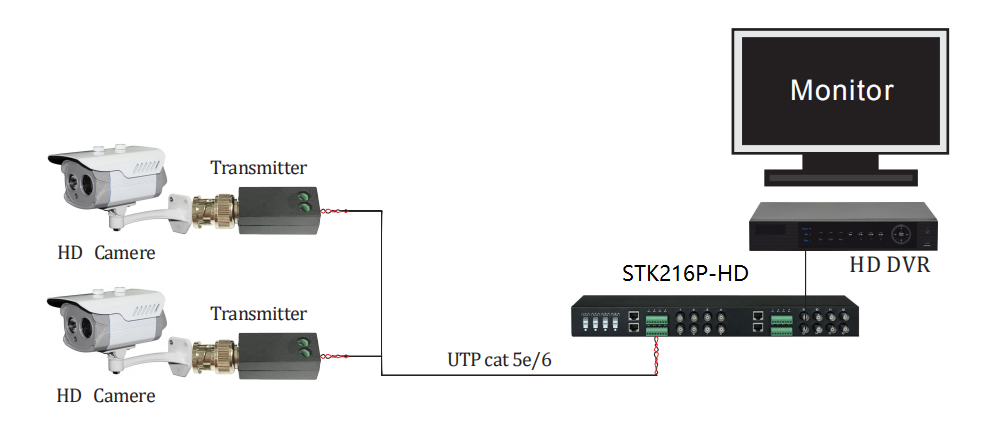 Monitor
Transmitter
HD Camere
HD DVR
STK216P-HD
Transmitter
UTP cat 5e/6
HD Camere